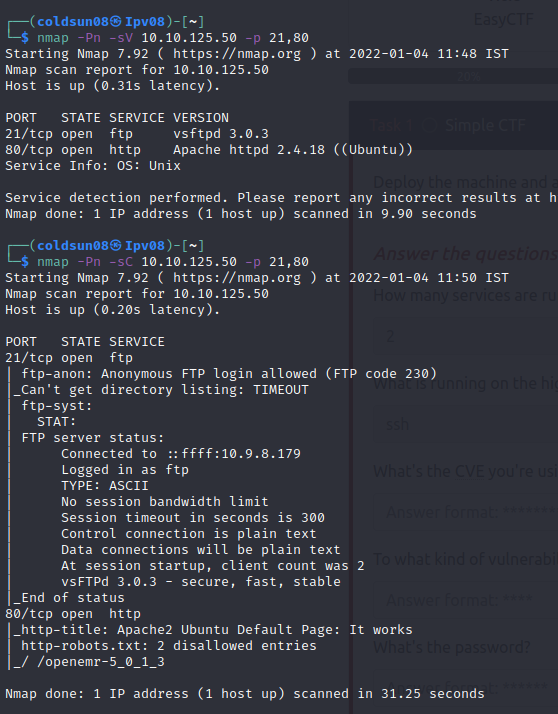 ┌──(coldsun08㉿Ipv08)-[~]
└─$ nmap -Pn -sV 10.10.125.50 -p 21,80
Starting Nmap 7.92 ( https://nmap.org ) at 2022-01-04 11:48 IST
Nmap scan report for 10.10.125.50
Host is up (0.31s latency).
PORT   STATE SERVICE VERSION
21/tcp open  ftp     vsftpd 3.0.3
80/tcp open  http    Apache httpd 2.4.18 ((Ubuntu))
Service Info: OS: Unix
Service detection performed. Please report any incorrect results at h
Nmap done: 1 IP address (1 host up) scanned in 9.90 seconds
┌──(coldsun08㉿Ipv08)-[~]
└─$ nmap -Pn -sC 10.10.125.50 -p 21,80
Starting Nmap 7.92 ( https://nmap.org ) at 2022-01-04 11:50 IST
Nmap scan report for 10.10.125.50
Host is up (0.20s latency).
PORT   STATE SERVICE
21/tcp open  ftp
| ftp-anon: Anonymous FTP login allowed (FTP code 230)
|_Can't get directory listing: TIMEOUT
| ftp-syst:
|   STAT:
| FTP server status:
|      Connected to ::ffff:10.9.8.179
|      Logged in as ftp
|      TYPE: ASCII
|      No session bandwidth limit
|      Session timeout in seconds is 300
|      Control connection is plain text
|      Data connections will be plain text
|      At session startup, client count was 2
|      vsFTPd 3.0.3 - secure, fast, stable
|_End of status
80/tcp open  http
|_http-title: Apache2 Ubuntu Default Page: It works
| http-robots.txt: 2 disallowed entries
|_/ /openemr-5_0_1_3
Nmap done: 1 IP address (1 host up) scanned in 31.25 seconds
EasyCTF
Simple CTF
Deploy the machine and a
Answer the questions
How many services are ru
2
What is running on the hi
ssh
What's the CVE you're usi
Answer format: *******
To what kind of vulnerabil
Answer format: ****
What's the password?
Answer format: ******